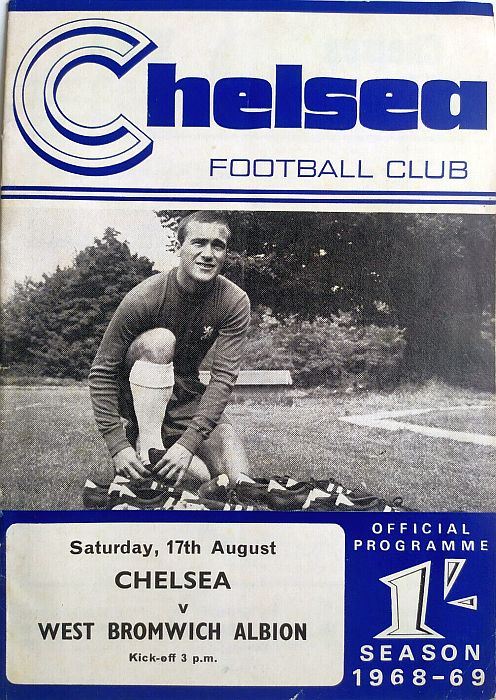 Chelsea
FOOTBALL CLUB
Saturday, 17th August
CHELSEA
v
WEST BROMWICH ALBION
Kick-off 3 p.m.
OFFICIAL
PROGRAMME
1/-
SEASON
1968-69